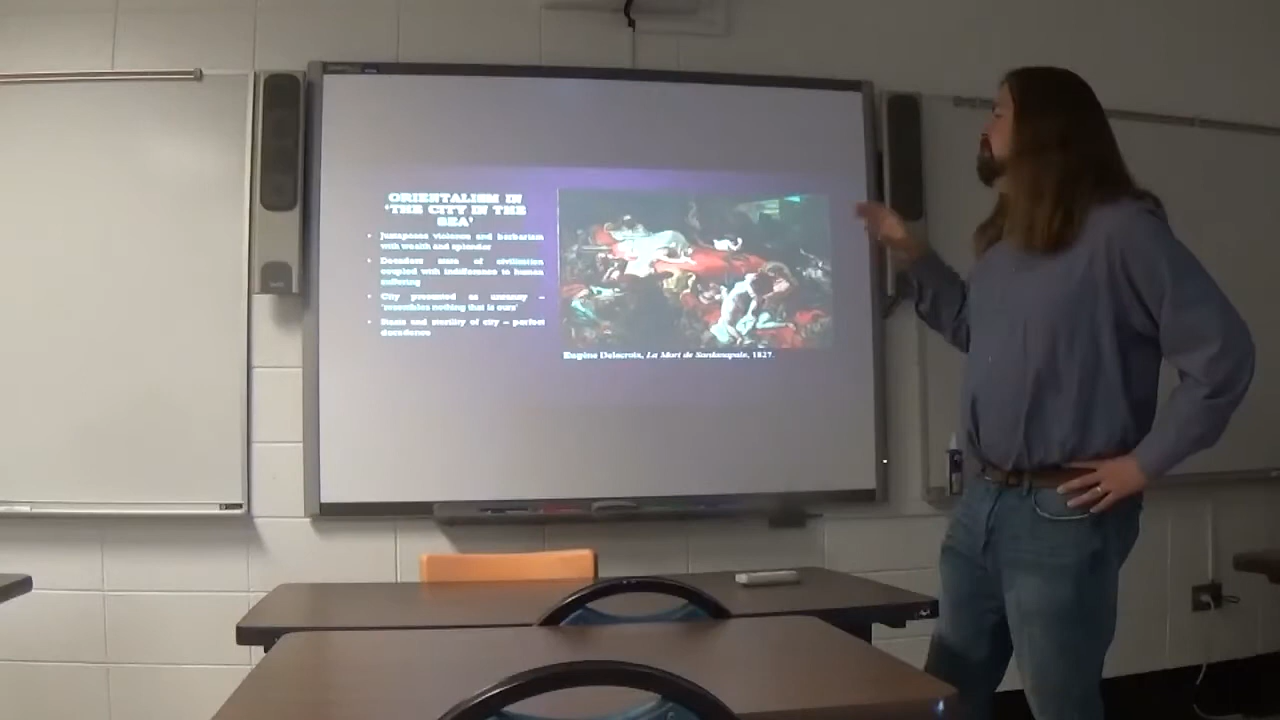 ORIENTALISM IN
'THE CITY IN THE
SEA'
Juxtaposes violence and barbarism
with wealth and splendor
Decadent aura of civilization
coupled with indifference to human
suffering
City presented as uncanny –
'resembles nothing that is ours'
Stasis and sterility of city – perfect
decadence
Eugène Delacroix, La Mort de Sardanapale, 1827.